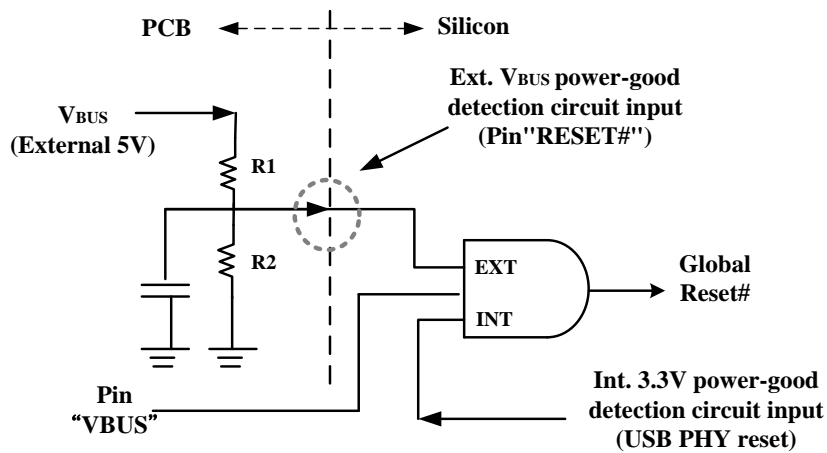 PCB
Silicon
Ext. VBUS power-good
detection circuit input
(Pin"RESET#")
VBUS
(External 5V)
R1
R2
EXT
INT
Global
Reset#
Pin
“VBUS”
Int. 3.3V power-good
detection circuit input
(USB PHY reset)